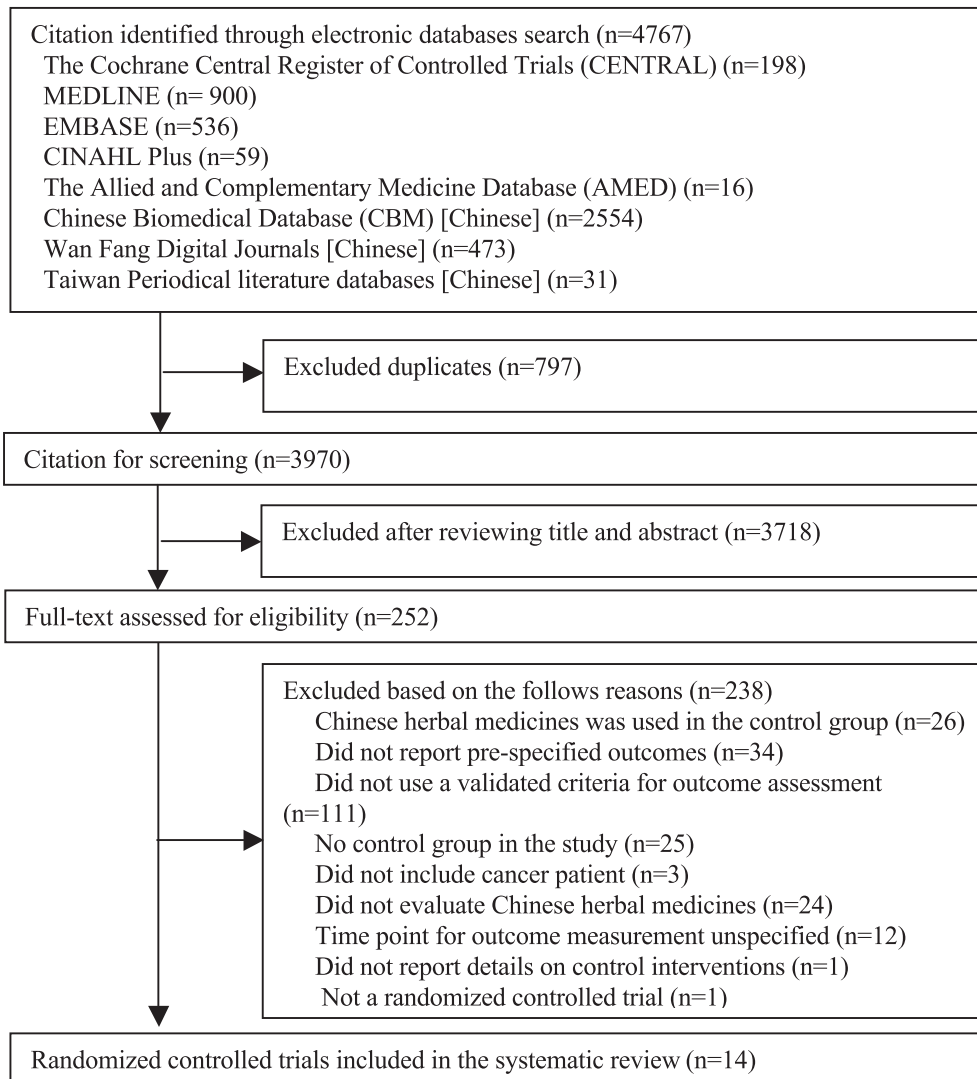 Citation identified through electronic databases search (n=4767)
The Cochrane Central Register of Controlled Trials (CENTRAL) (n=198)
MEDLINE (n= 900)
EMBASE (n=536)
CINAHL Plus (n=59)
The Allied and Complementary Medicine Database (AMED) (n=16)
Chinese Biomedical Database (CBM) [Chinese] (n=2554)
Wan Fang Digital Journals [Chinese] (n=473)
Taiwan Periodical literature databases [Chinese] (n=31)
Excluded duplicates (n=797)
Citation for screening (n=3970)
Excluded after reviewing title and abstract (n=3718)
Full-text assessed for eligibility (n=252)
Excluded based on the follows reasons (n=238)
Chinese herbal medicines was used in the control group (n=26)
Did not report pre-specified outcomes (n=34)
Did not use a validated criteria for outcome assessment
(n=111)
No control group in the study (n=25)
Did not include cancer patient (n=3)
Did not evaluate Chinese herbal medicines (n=24)
Time point for outcome measurement unspecified (n=12)
Did not report details on control interventions (n=1)
Not a randomized controlled trial (n=1)
Randomized controlled trials included in the systematic review (n=14)